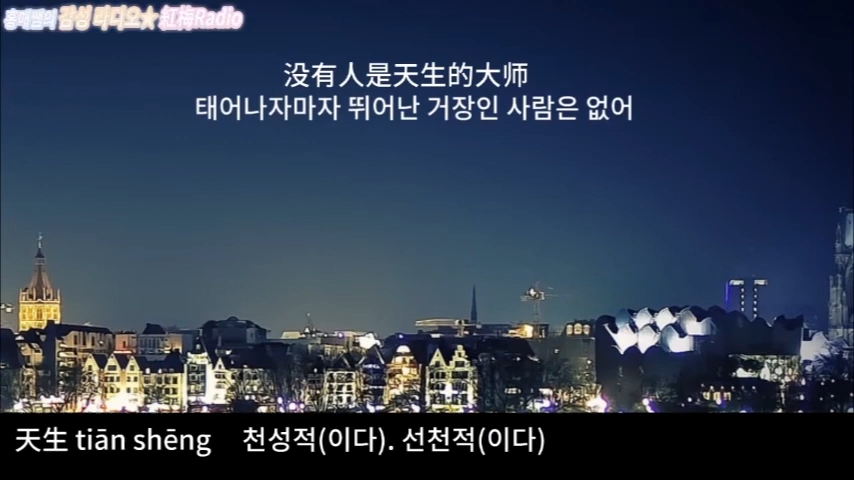 홍매쌤의 감성 라디오★ 紅梅Radio
没有人是天生的大师
태어나자마자 뛰어난 거장인 사람은 없어
天生 tiān shēng 천성적(이다). 선천적(이다)